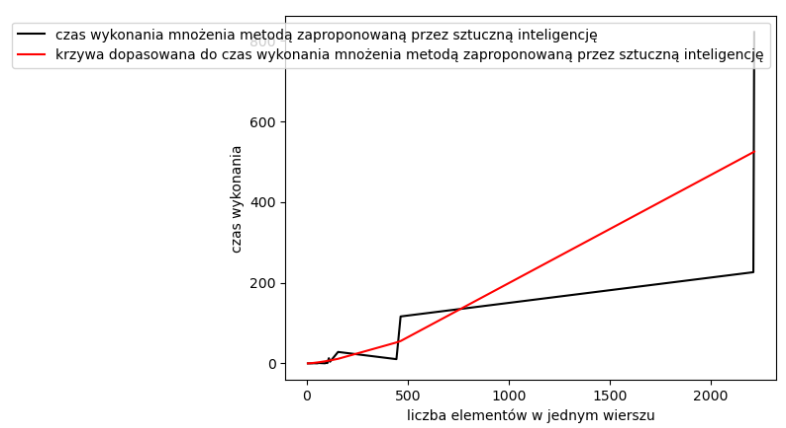 czas wykonania mnożenia metodą zaproponowaną przez sztuczną inteligencję
krzywa dopasowana do czas wykonania mnożenia metodą zaproponowaną przez sztuczną inteligencję
800
600
400
200
0
czas wykonania
0 500 1000 1500 2000
liczba elementów w jednym wierszu